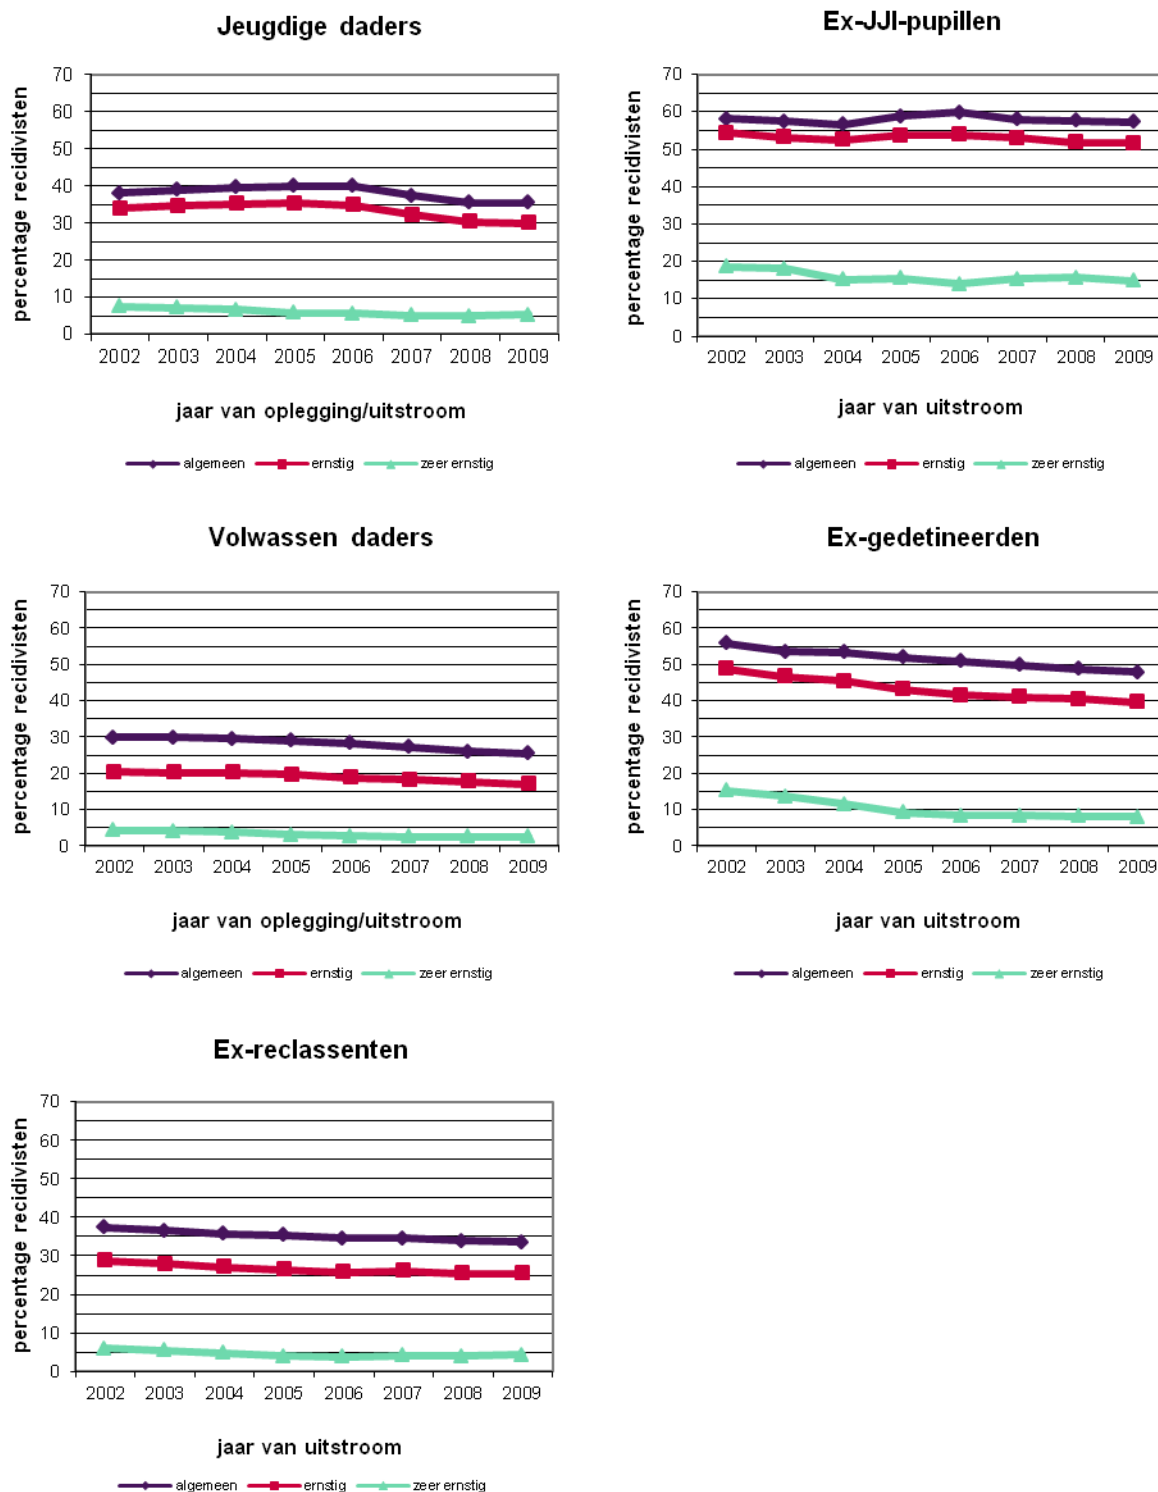 Jeugdige daders
percentage recidivisten
70
60
50
40
30
20
10
0
2002 2003 2004 2005 2006 2007 2008 2009
jaar van oplegging/uitstroom
algemeen ernstig zeer ernstig
Ex-JJI-pupillen
percentage recidivisten
70
60
50
40
30
20
10
0
2002 2003 2004 2005 2006 2007 2008 2009
jaar van uitstroom
algemeen ernstig zeer ernstig
Volwassen daders
percentage recidivisten
70
60
50
40
30
20
10
0
2002 2003 2004 2005 2006 2007 2008 2009
jaar van oplegging/uitstroom
algemeen ernstig zeer ernstig
Ex-gedetineerden
percentage recidivisten
70
60
50
40
30
20
10
0
2002 2003 2004 2005 2006 2007 2008 2009
jaar van uitstroom
algemeen ernstig zeer ernstig
Ex-reclassenten
percentage recidivisten
70
60
50
40
30
20
10
0
2002 2003 2004 2005 2006 2007 2008 2009
jaar van uitstroom
algemeen ernstig zeer ernstig